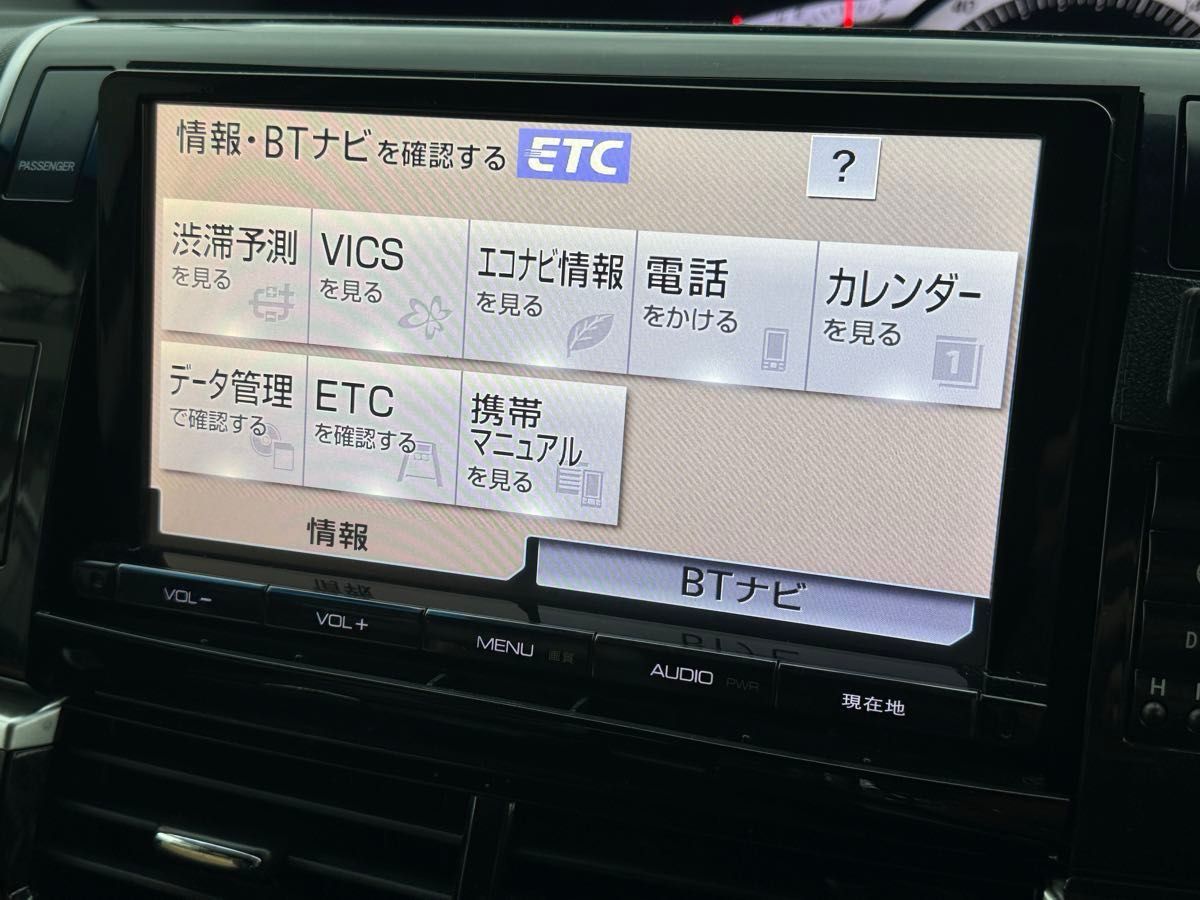 PASSENGER
情報・BTナビを確認する ETC ?
渋滞予測
を見る
VICS
を見る
エコナビ情報
を見る
電話
をかける
カレンダー
を見る
1
データ管理
で確認する
ETC
を確認する
携帯
マニュアル
を見る
情報
BTナビ
VOL-
VOL+
MENU 画質
AUDIO PWR
現在地
D
H